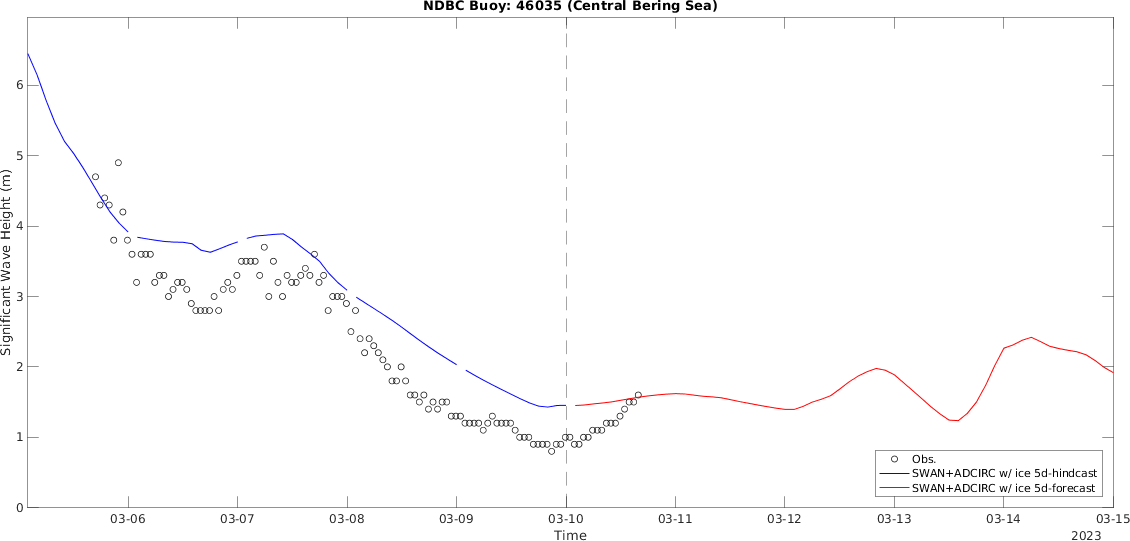 NDBC Buoy: 46035 (Central Bering Sea)
Significant Wave Height (m)
6
5
4
3
2
1
0
Obs.
SWAN+ADCIRC w/ ice 5d-hindcast
SWAN+ADCIRC w/ ice 5d-forecast
03-06 03-07 03-08 03-09 03-10 03-11 03-12 03-13 03-14 03-15
Time
2023